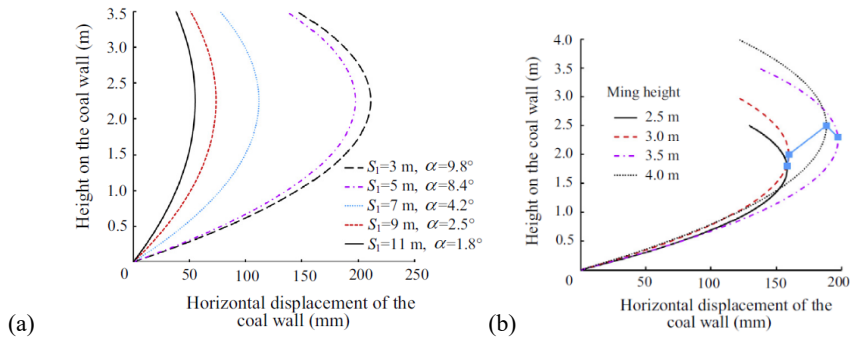 (a)
Height on the coal wall (m)
3.5
3.0
2.5
2.0
1.5
1.0
0.5
S₁=3 m, α=9.8°
S₁=5 m, α=8.4°
S₁=7 m, α=4.2°
S₁=9 m, α=2.5°
S₁=11 m, α=1.8°
0 50 100 150 200 250
Horizontal displacement of the
coal wall (mm)
(b)
Height on the coal wall (m)
4.0
3.5
3.0
2.5
2.0
1.5
1.0
0.5
0
Ming height
2.5 m
3.0 m
3.5 m
4.0 m
50 100 150 200
Horizontal displacement of the
coal wall (mm)